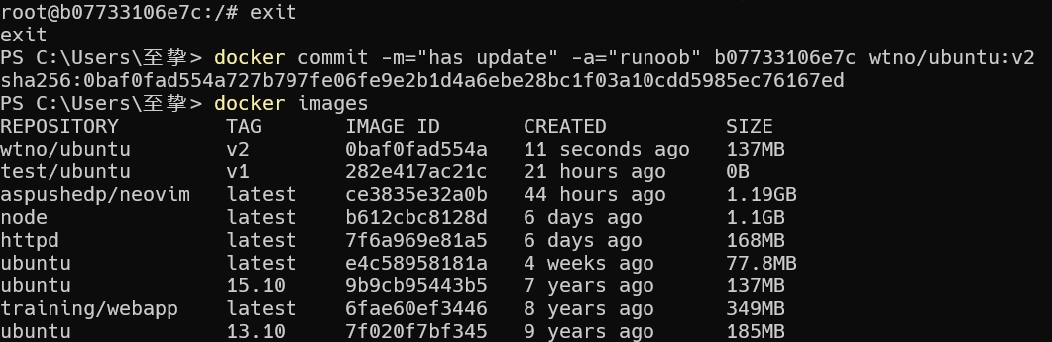 root@b07733106e7c:/# exit
exit
PS C:\Users\至挚> docker commit -m="has update" -a="runoob" b07733106e7c wtno/ubuntu:v2
sha256:0baf0fad554a727b797fe06fe9e2b1d4a6ebe28bc1f03a10cdd5985ec76167ed
PS C:\Users\至挚> docker images
REPOSITORY TAG IMAGE ID CREATED SIZE
wtno/ubuntu v2 0baf0fad554a 11 seconds ago 137MB
test/ubuntu v1 282e417ac21c 21 hours ago 0B
aspushedp/neovim latest ce3835e32a0b 44 hours ago 1.19GB
node latest b612cbc8128d 6 days ago 1.1GB
httpd latest 7f6a969e81a5 6 days ago 168MB
ubuntu latest e4c58958181a 4 weeks ago 77.8MB
ubuntu 15.10 9b9cb95443b5 7 years ago 137MB
training/webapp latest 6fae60ef3446 8 years ago 349MB
ubuntu 13.10 7f020f7bf345 9 years ago 185MB